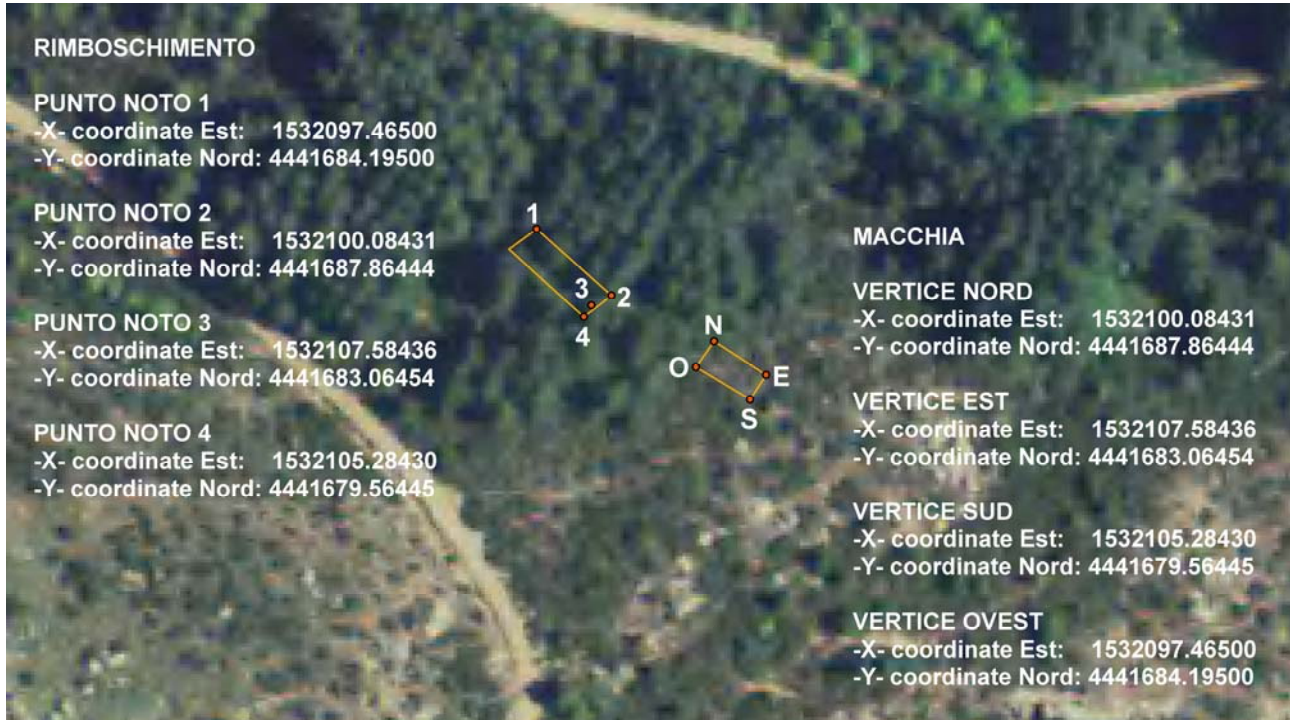 RIMBOSCHIMENTO
PUNTO NOTO 1
-X- coordinate Est: 1532097.46500
-Y- coordinate Nord: 4441684.19500
PUNTO NOTO 2
-X- coordinate Est: 1532100.08431
-Y- coordinate Nord: 4441687.86444
PUNTO NOTO 3
-X- coordinate Est: 1532107.58436
-Y- coordinate Nord: 4441683.06454
PUNTO NOTO 4
-X- coordinate Est: 1532105.28430
-Y- coordinate Nord: 4441679.56445
1
3
2
4
N
O
E
S
MACCHIA
VERTICE NORD
-X- coordinate Est: 1532100.08431
-Y- coordinate Nord: 4441687.86444
VERTICE EST
-X- coordinate Est: 1532107.58436
-Y- coordinate Nord: 4441683.06454
VERTICE SUD
-X- coordinate Est: 1532105.28430
-Y- coordinate Nord: 4441679.56445
VERTICE OVEST
-X- coordinate Est: 1532097.46500
-Y- coordinate Nord: 4441684.19500